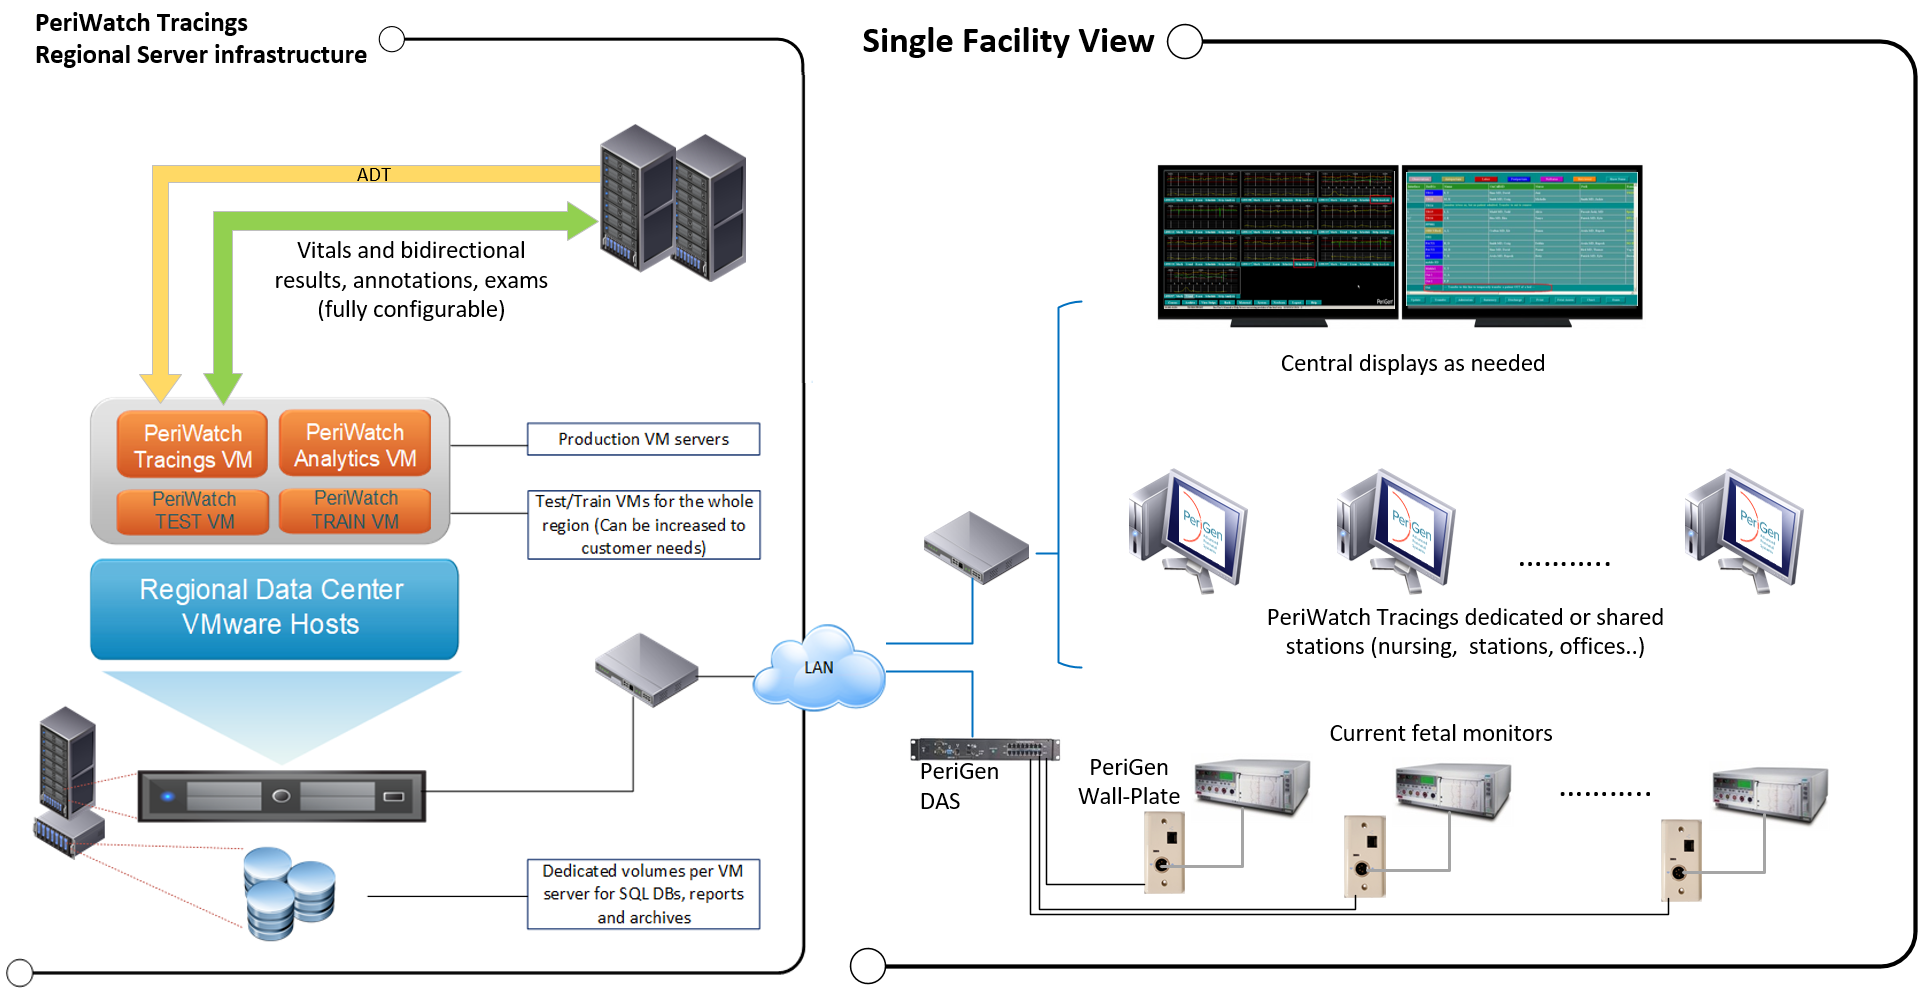 PeriWatch Tracings
Regional Server infrastructure
Single Facility View
ADT
Vitals and bidirectional
results, annotations, exams
(fully configurable)
PeriWatch
Tracings VM
PeriWatch
Analytics VM
PeriWatch
TEST VM
PeriWatch
TRAIN VM
Production VM servers
Test/Train VMs for the whole
region (Can be increased to
customer needs)
Regional Data Center
VMware Hosts
Dedicated volumes per VM
server for SQL DBs, reports
and archives
LAN
PeriGen
Central displays as needed
PeriGen
PeriGen
...........
PeriGen
PeriWatch Tracings dedicated or shared
stations (nursing,  stations, offices..)
Current fetal monitors
PeriGen
DAS
PeriGen
Wall-Plate
...........